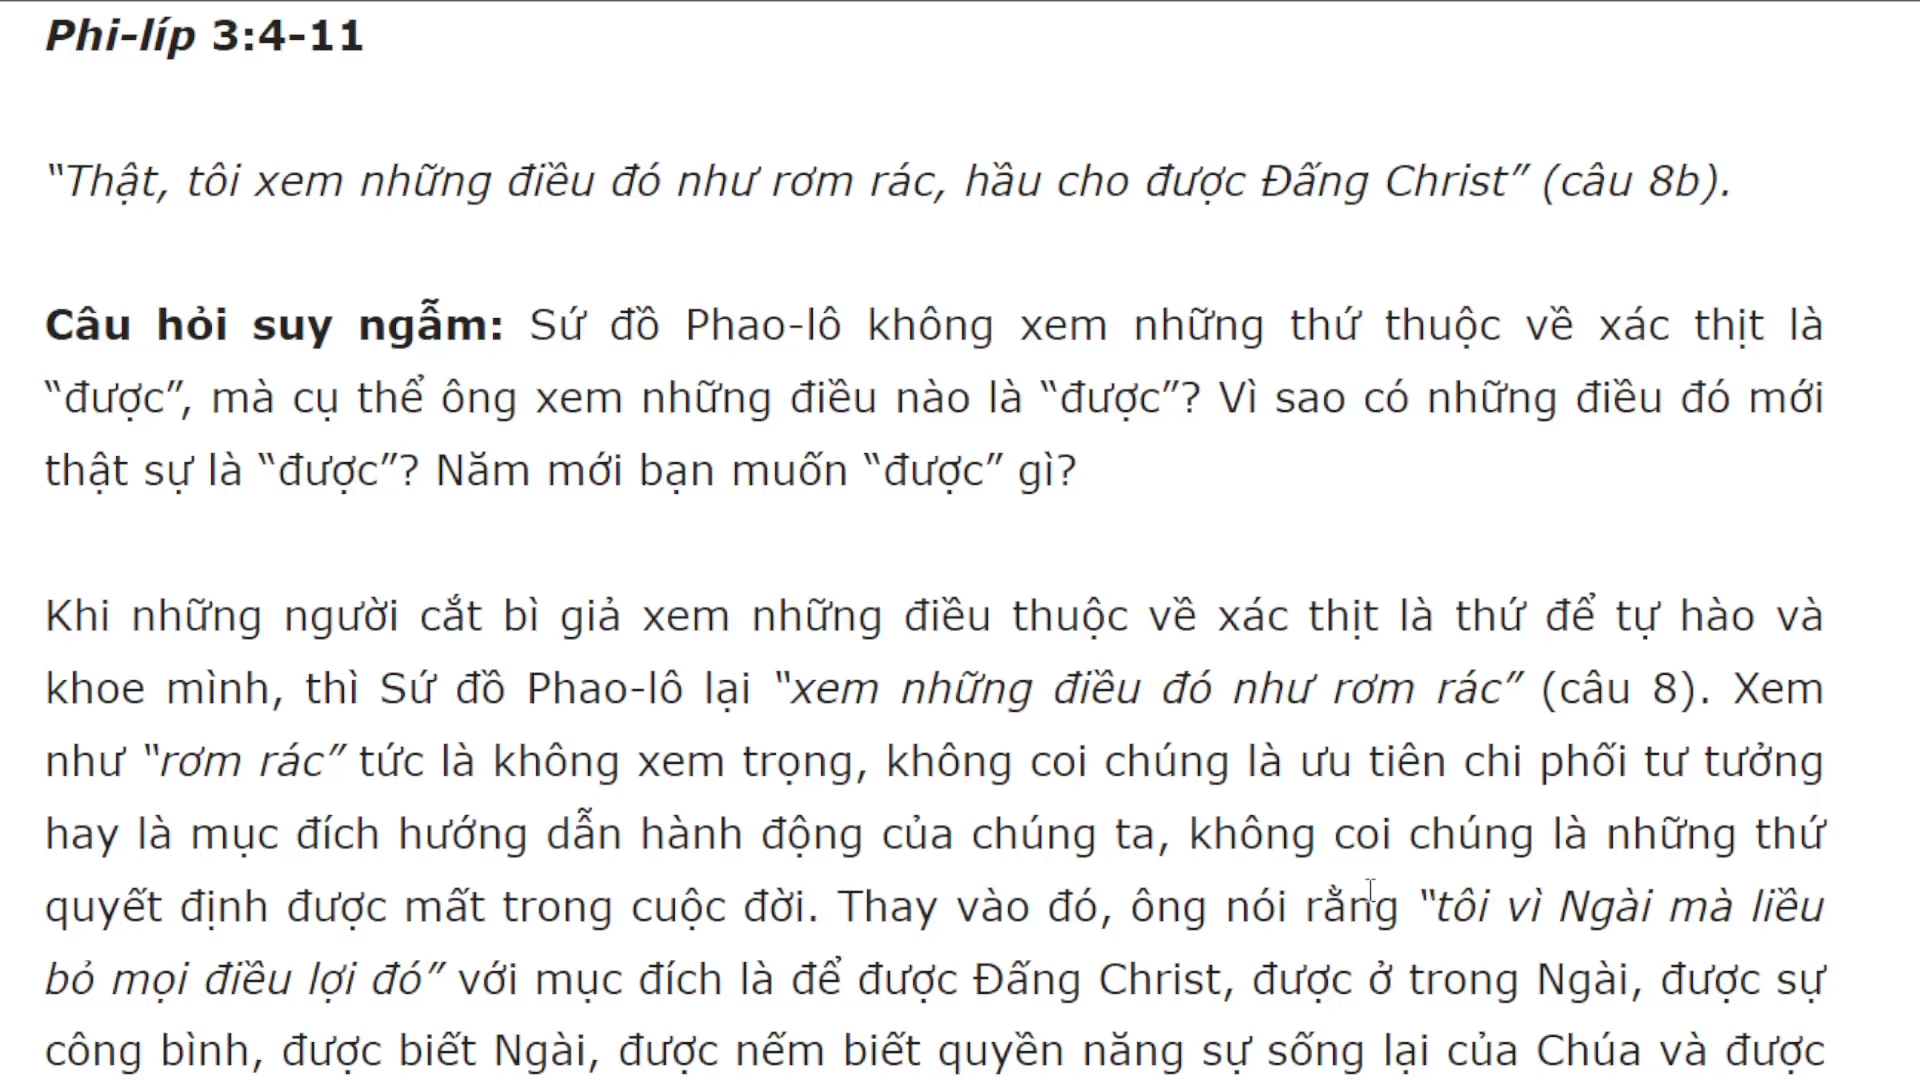 Phi-líp 3:4-11
“Thật, tôi xem những điều đó như rơm rác, hầu cho được Đấng Christ” (câu 8b).
Câu hỏi suy ngẫm: Sứ đồ Phao-lô không xem những thứ thuộc về xác thịt là
“được”, mà cụ thể ông xem những điều nào là “được”? Vì sao có những điều đó mới
thật sự là “được”? Năm mới bạn muốn “được” gì?
Khi những người cắt bì giả xem những điều thuộc về xác thịt là thứ để tự hào và
khoe mình, thì Sứ đồ Phao-lô lại “xem những điều đó như rơm rác” (câu 8). Xem
như “rơm rác” tức là không xem trọng, không coi chúng là ưu tiên chi phối tư tưởng
hay là mục đích hướng dẫn hành động của chúng ta, không coi chúng là những thứ
quyết định được mất trong cuộc đời. Thay vào đó, ông nói rằng “tôi vì Ngài mà liều
bỏ mọi điều lợi đó” với mục đích là để được Đấng Christ, được ở trong Ngài, được sự
công bình, được biết Ngài, được nếm biết quyền năng sự sống lại của Chúa và được